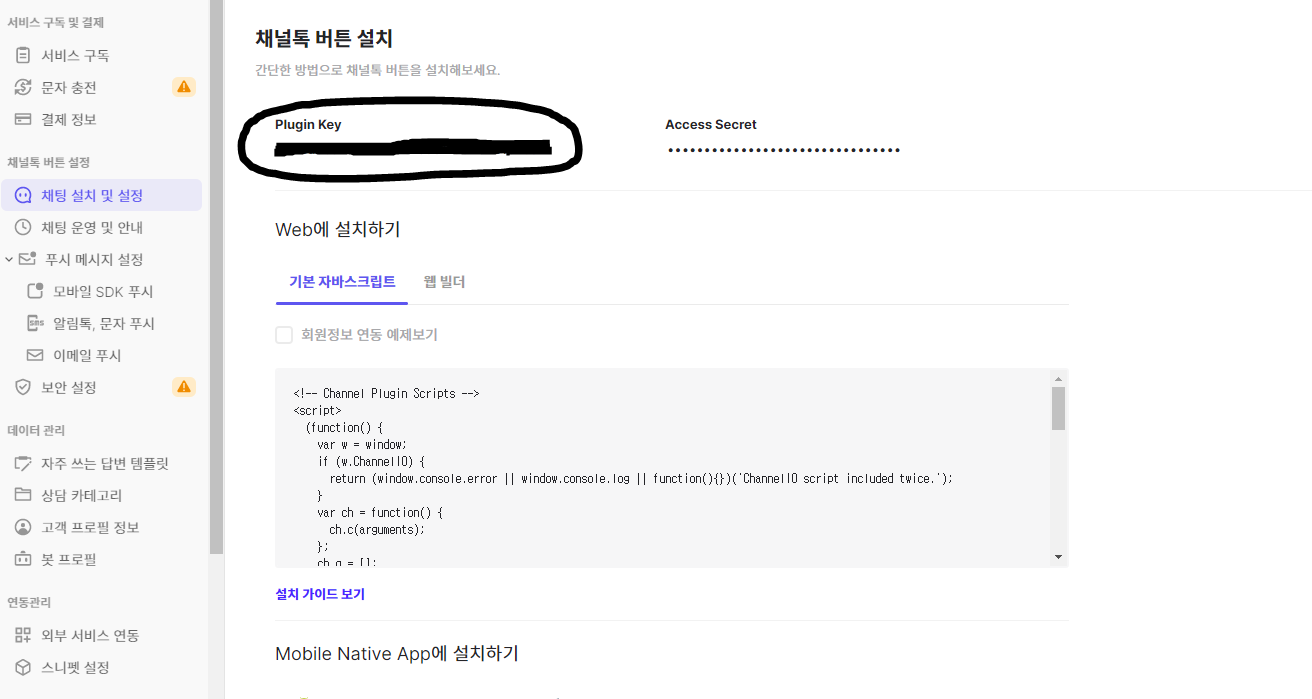 서비스 구독 및 결제
서비스 구독
문자 충전
결제 정보
채널톡 버튼 설정
채팅 설치 및 설정
채팅 운영 및 안내
푸시 메시지 설정
모바일 SDK 푸시
알림톡, 문자 푸시
이메일 푸시
보안 설정
데이터 관리
자주 쓰는 답변 템플릿
상담 카테고리
고객 프로필 정보
봇 프로필
연동관리
외부 서비스 연동
스니펫 설정
채널톡 버튼 설치
간단한 방법으로 채널톡 버튼을 설치해보세요.
Plugin Key
Access Secret
••••••••••••••••••••••••••••••••
Web에 설치하기
기본 자바스크립트 웹 빌더
회원정보 연동 예제보기
<!-- Channel Plugin Scripts -->
<script>
(function() {
var w = window;
if (w.ChannelIO) {
return (window.console.error || window.console.log || function(){})('ChannelIO script included twice.');
}
var ch = function() {
ch.c(arguments);
};
ch.q = [];
설치 가이드 보기
Mobile Native App에 설치하기